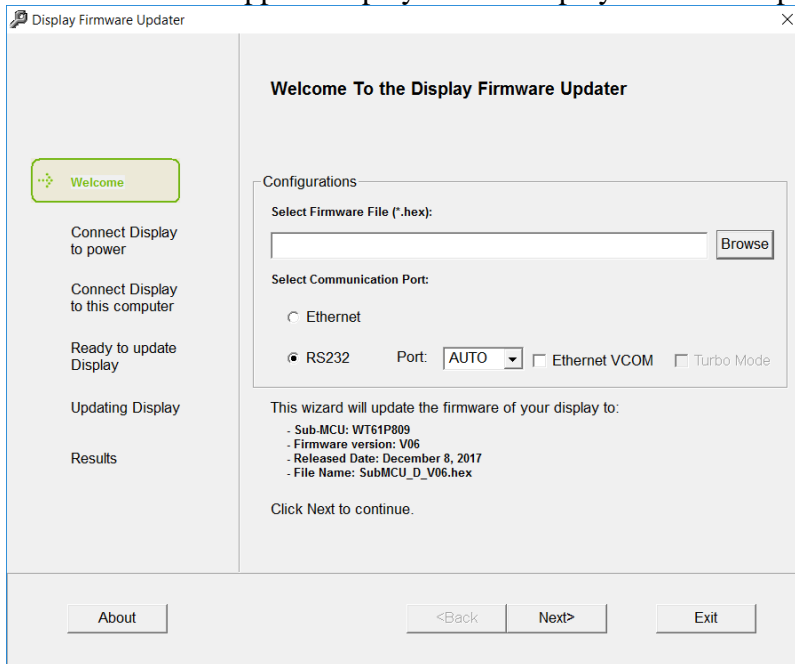 Display Firmware Updater
Welcome To the Display Firmware Updater
Welcome
Connect Display
to power
Connect Display
to this computer
Ready to update
Display
Updating Display
Results
Configurations
Select Firmware File (*.hex):
Browse
Select Communication Port:
Ethernet
RS232 Port: AUTO Ethernet VCOM Turbo Mode
This wizard will update the firmware of your display to:
- Sub-MCU: WT61P809
- Firmware version: V06
- Released Date: December 8, 2017
- File Name: SubMCU_D_V06.hex
Click Next to continue.
About <Back Next> Exit